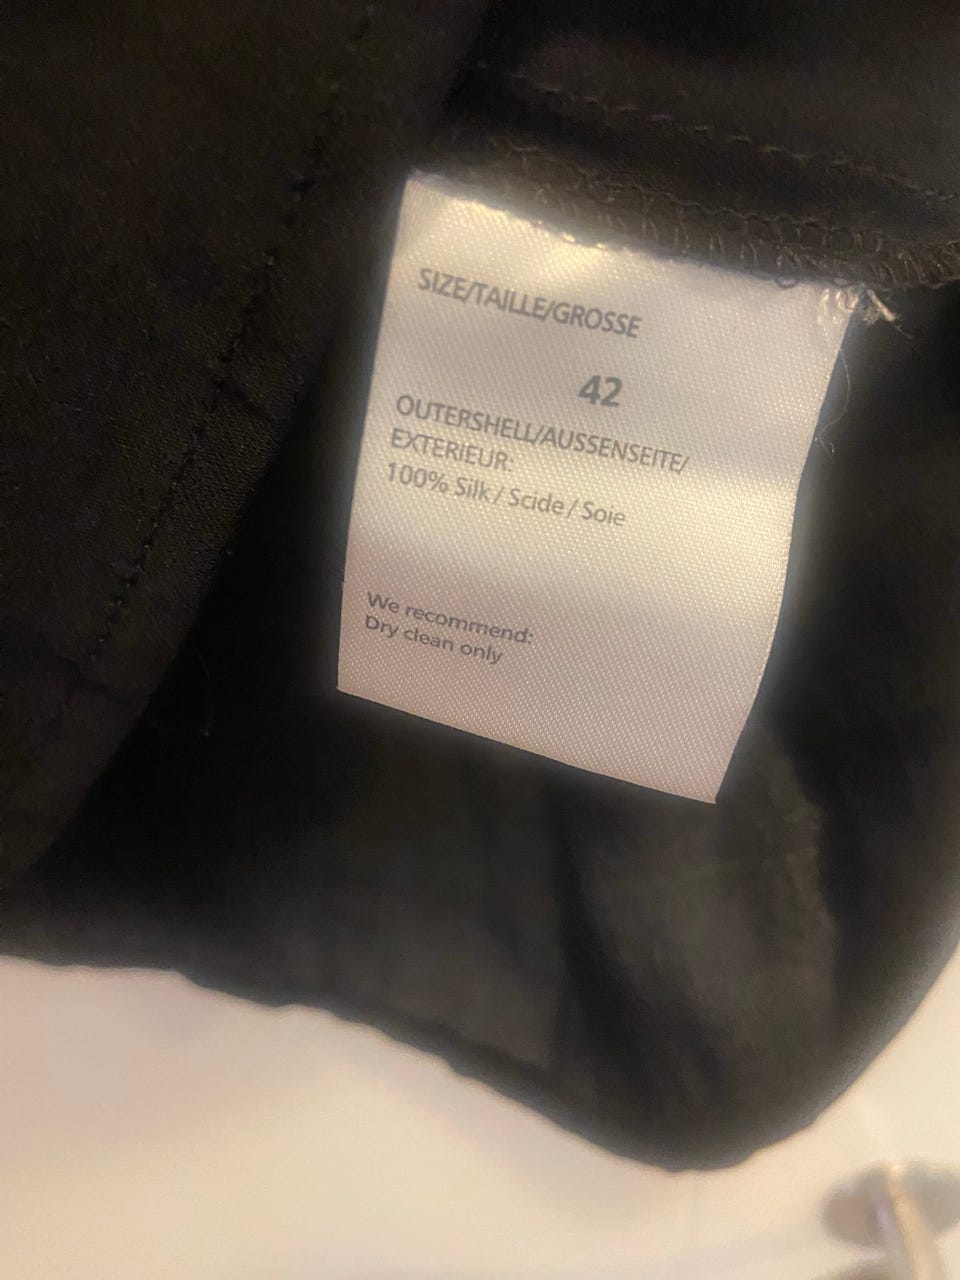 SIZE/TAILLE/GROSSE
42
OUTERSHELL/AUSSENSEITE/
EXTERIEUR:
100% Silk / Scide / Soie
We recommend:
Dry clean only